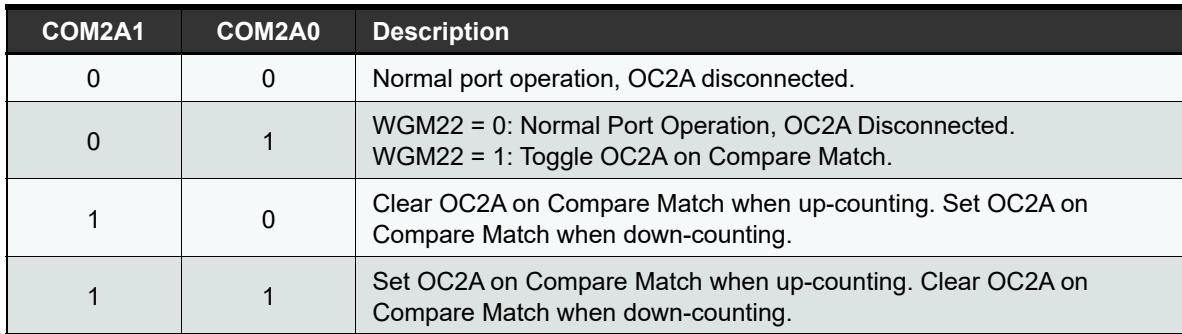 COM2A1 COM2A0 Description
0 0 Normal port operation, OC2A disconnected.
0 1 WGM22 = 0: Normal Port Operation, OC2A Disconnected.
WGM22 = 1: Toggle OC2A on Compare Match.
1 0 Clear OC2A on Compare Match when up-counting. Set OC2A on
Compare Match when down-counting.
1 1 Set OC2A on Compare Match when up-counting. Clear OC2A on
Compare Match when down-counting.